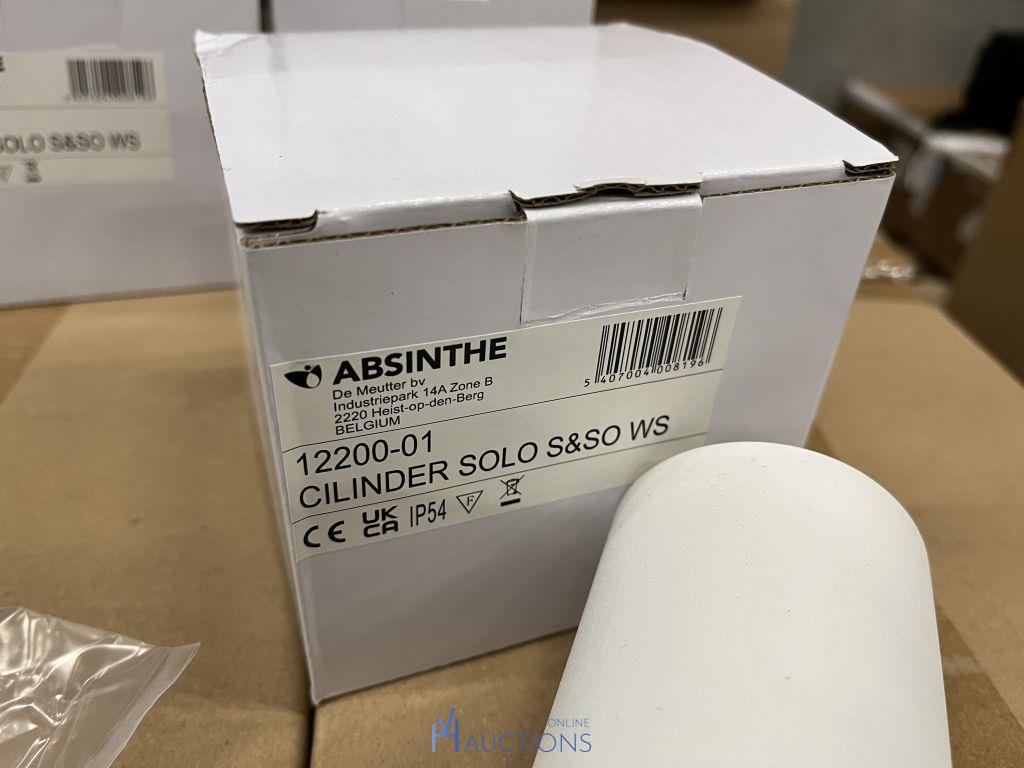 OLO S&SO WS
ABSINTHE
De Meutter bv
Industriepark 14A Zone B
2220 Heist-op-den-Berg
BELGIUM
5 407004 008196
12200-01
CILINDER SOLO S&SO WS
CE UK CA IP54 F
ONLINE
AUCTIONS